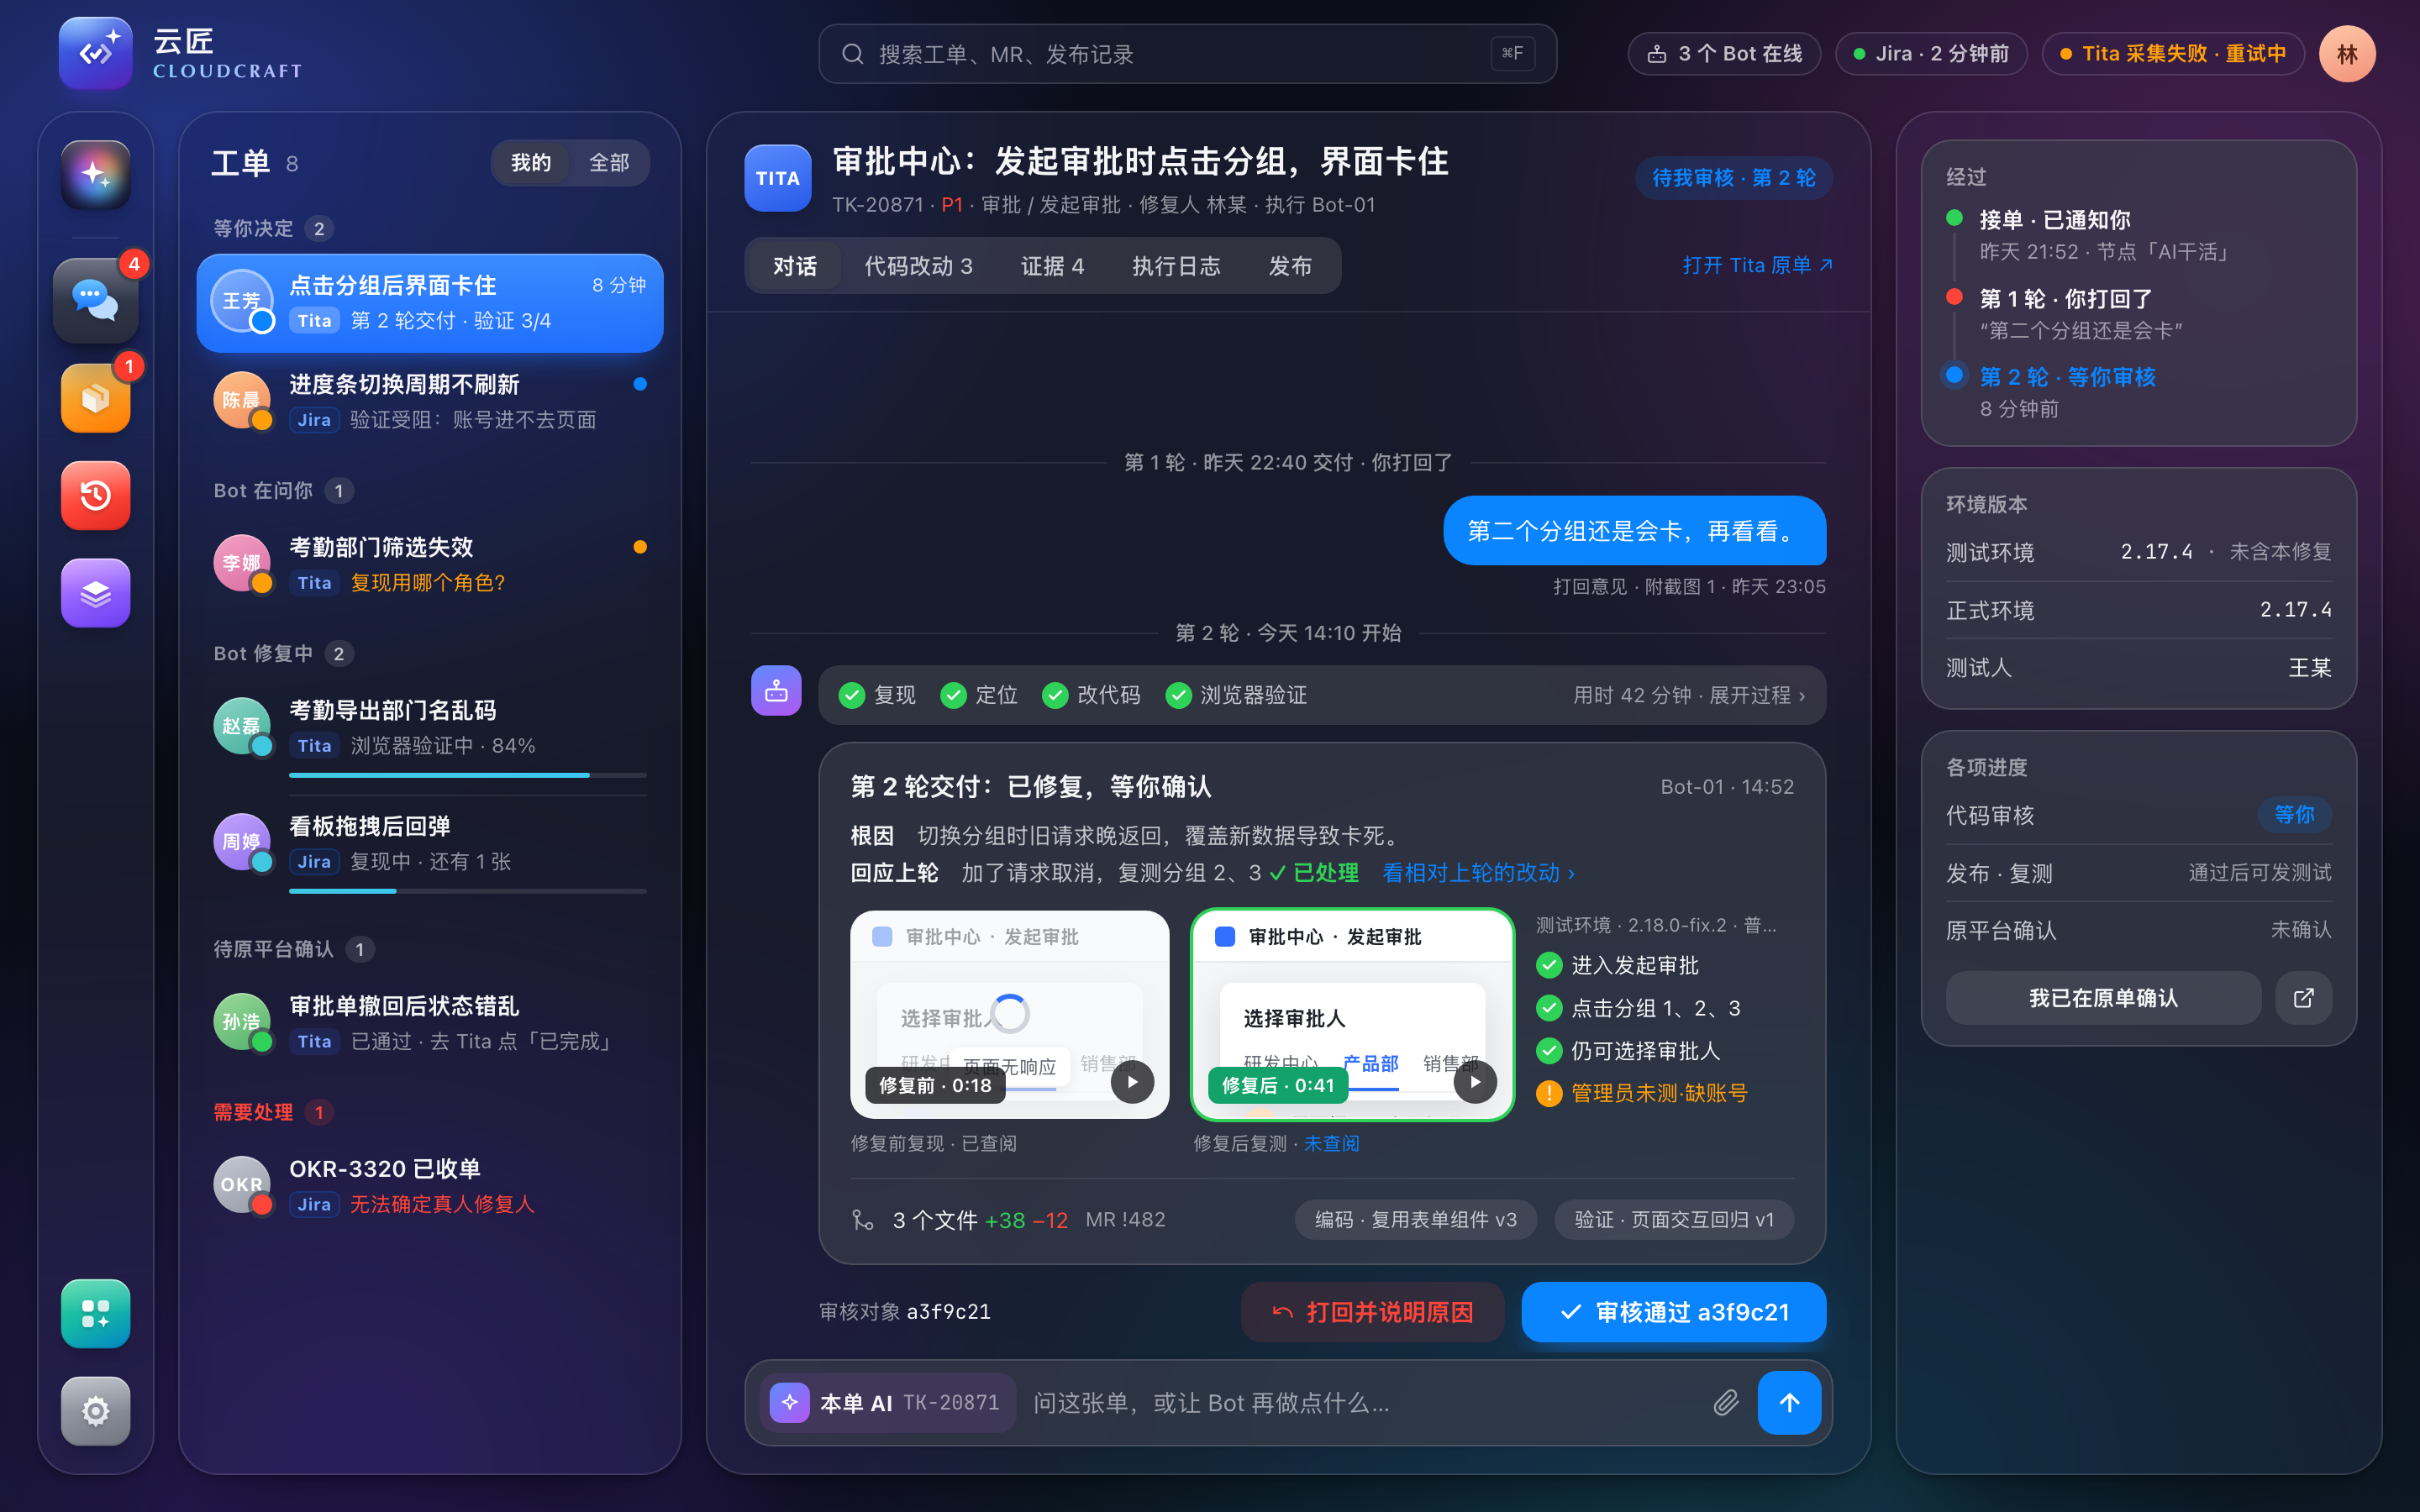 云匠
CLOUDCRAFT
搜索工单、MR、发布记录
⌘F
3 个 Bot 在线
Jira · 2 分钟前
Tita 采集失败 · 重试中
林
4
1
工单 8
我的
全部
等你决定 2
王芳
点击分组后界面卡住
8 分钟
Tita 第 2 轮交付 · 验证 3/4
陈晨
进度条切换周期不刷新
Jira 验证受阻：账号进不去页面
Bot 在问你 1
李娜
考勤部门筛选失效
Tita 复现用哪个角色？
Bot 修复中 2
赵磊
考勤导出部门名乱码
Tita 浏览器验证中 · 84%
周婷
看板拖拽后回弹
Jira 复现中 · 还有 1 张
待原平台确认 1
孙浩
审批单撤回后状态错乱
Tita 已通过 · 去 Tita 点「已完成」
需要处理 1
OKR
OKR-3320 已收单
Jira 无法确定真人修复人
TITA
审批中心：发起审批时点击分组，界面卡住
TK-20871 · P1 · 审批 / 发起审批 · 修复人 林某 · 执行 Bot-01
待我审核 · 第 2 轮
对话
代码改动 3
证据 4
执行日志
发布
打开 Tita 原单 ↗
第 1 轮 · 昨天 22:40 交付 · 你打回了
第二个分组还是会卡，再看看。
打回意见 · 附截图 1 · 昨天 23:05
第 2 轮 · 今天 14:10 开始
复现
定位
改代码
浏览器验证
用时 42 分钟 · 展开过程 ›
第 2 轮交付：已修复，等你确认
Bot-01 · 14:52
根因 切换分组时旧请求晚返回，覆盖新数据导致卡死。
回应上轮 加了请求取消，复测分组 2、3 ✓ 已处理 看相对上轮的改动 ›
审批中心 · 发起审批
选择审批人
页面无响应
销售部
修复前 · 0:18
修复前复现 · 已查阅
审批中心 · 发起审批
选择审批人
研发中心
产品部
销售部
修复后 · 0:41
修复后复测 · 未查阅
测试环境 · 2.18.0-fix.2 · 普...
进入发起审批
点击分组 1、2、3
仍可选择审批人
管理员未测·缺账号
3 个文件 +38 −12 MR !482
编码 · 复用表单组件 v3
验证 · 页面交互回归 v1
审核对象 a3f9c21
打回并说明原因
审核通过 a3f9c21
本单 AI TK-20871
问这张单，或让 Bot 再做点什么...
经过
接单 · 已通知你
昨天 21:52 · 节点「AI干活」
第 1 轮 · 你打回了
“第二个分组还是会卡”
第 2 轮 · 等你审核
8 分钟前
环境版本
测试环境
2.17.4 · 未含本修复
正式环境
2.17.4
测试人
王某
各项进度
代码审核
等你
发布 · 复测
通过后可发测试
原平台确认
未确认
我已在原单确认